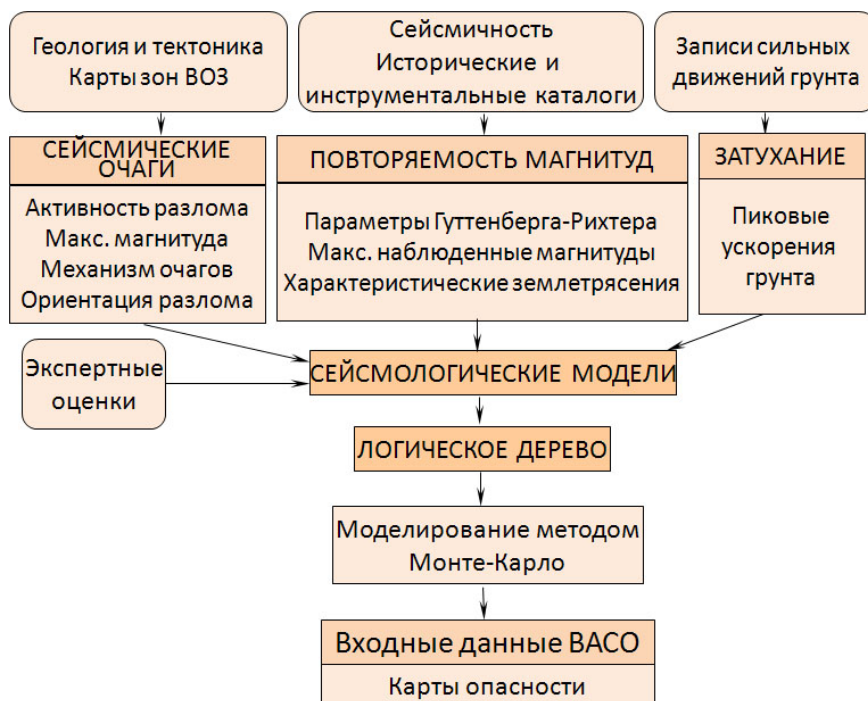 Геология и тектоника
Карты зон ВОЗ
Сейсмичность
Исторические и
инструментальные каталоги
Записи сильных
движений грунта
СЕЙСМИЧЕСКИЕ
ОЧАГИ
Активность разлома
Макс. магнитуда
Механизм очагов
Ориентация разлома
ПОВТОРЯЕМОСТЬ МАГНИТУД
Параметры Гуттенберга-Рихтера
Макс. наблюденные магнитуды
Характеристические землетрясения
ЗАТУХАНИЕ
Пиковые
ускорения
грунта
Экспертные
оценки
СЕЙСМОЛОГИЧЕСКИЕ МОДЕЛИ
ЛОГИЧЕСКОЕ ДЕРЕВО
Моделирование методом
Монте-Карло
Входные данные ВАСО
Карты опасности